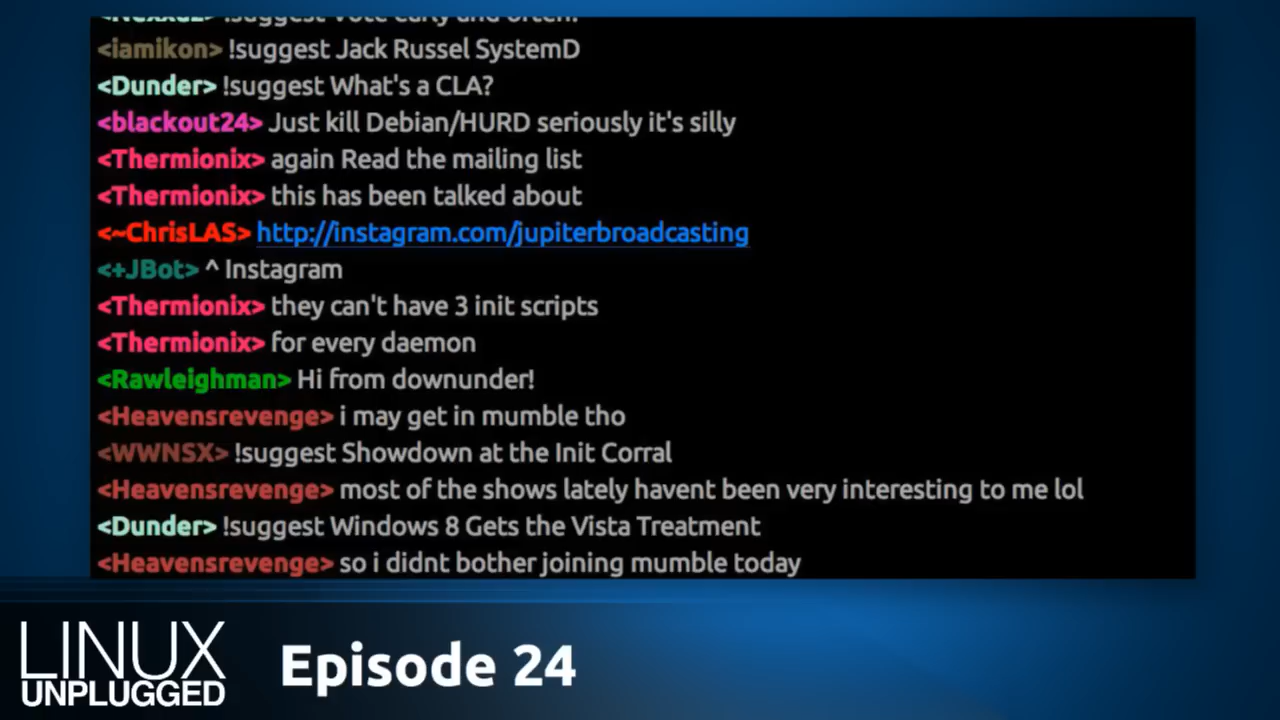 !suggest Vote early and often!
<iamikon> !suggest Jack Russel SystemD
<Dunder> !suggest What's a CLA?
<blackout24> Just kill Debian/HURD seriously it's silly
<Thermionix> again Read the mailing list
<Thermionix> this has been talked about
<~ChrisLAS> http://instagram.com/jupiterbroadcasting
<+JBot> ^ Instagram
<Thermionix> they can't have 3 init scripts
<Thermionix> for every daemon
<Rawleighman> Hi from downunder!
<Heavensrevenge> i may get in mumble tho
<WWNSX> !suggest Showdown at the Init Corral
<Heavensrevenge> most of the shows lately havent been very interesting to me lol
<Dunder> !suggest Windows 8 Gets the Vista Treatment
<Heavensrevenge> so i didnt bother joining mumble today
LINUX
UNPLUGGED
Episode 24